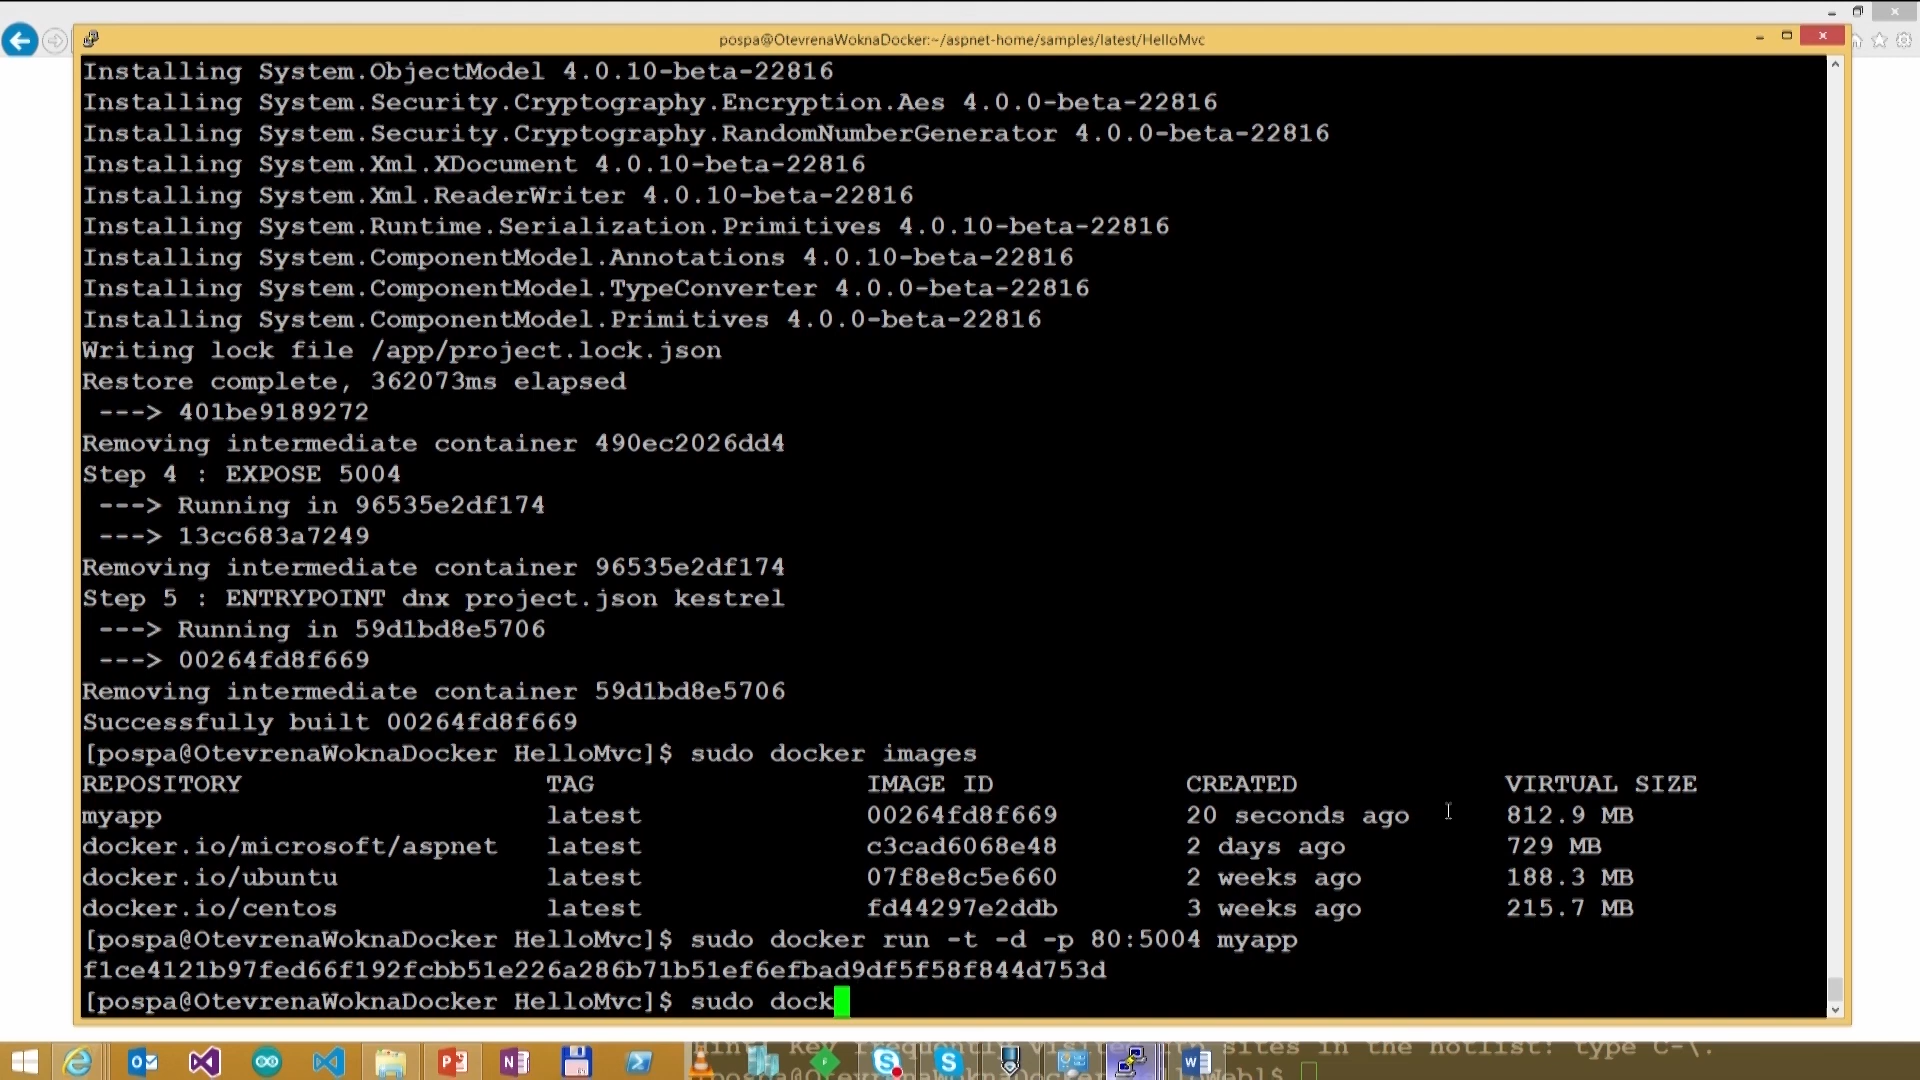 pospa@OtevrenaWoknaDocker:~/aspnet-home/samples/latest/HelloMvc
Installing System.ObjectModel 4.0.10-beta-22816
Installing System.Security.Cryptography.Encryption.Aes 4.0.0-beta-22816
Installing System.Security.Cryptography.RandomNumberGenerator 4.0.0-beta-22816
Installing System.Xml.XDocument 4.0.10-beta-22816
Installing System.Xml.ReaderWriter 4.0.10-beta-22816
Installing System.Runtime.Serialization.Primitives 4.0.10-beta-22816
Installing System.ComponentModel.Annotations 4.0.10-beta-22816
Installing System.ComponentModel.TypeConverter 4.0.0-beta-22816
Installing System.ComponentModel.Primitives 4.0.0-beta-22816
Writing lock file /app/project.lock.json
Restore complete, 362073ms elapsed
---> 401be9189272
Removing intermediate container 490ec2026dd4
Step 4 : EXPOSE 5004
---> Running in 96535e2df174
---> 13cc683a7249
Removing intermediate container 96535e2df174
Step 5 : ENTRYPOINT dnx project.json kestrel
---> Running in 59d1bd8e5706
---> 00264fd8f669
Removing intermediate container 59d1bd8e5706
Successfully built 00264fd8f669
[pospa@OtevrenaWoknaDocker HelloMvc]$ sudo docker images
REPOSITORY TAG IMAGE ID CREATED VIRTUAL SIZE
myapp latest 00264fd8f669 20 seconds ago 812.9 MB
docker.io/microsoft/aspnet latest c3cad6068e48 2 days ago 729 MB
docker.io/ubuntu latest 07f8e8c5e660 2 weeks ago 188.3 MB
docker.io/centos latest fd44297e2ddb 3 weeks ago 215.7 MB
[pospa@OtevrenaWoknaDocker HelloMvc]$ sudo docker run -t -d -p 80:5004 myapp
f1ce4121b97fed66f192fcbb51e226a286b71b51ef6efbad9df5f58f844d753d
[pospa@OtevrenaWoknaDocker HelloMvc]$ sudo dock
sites in the hotlist: type C-\.